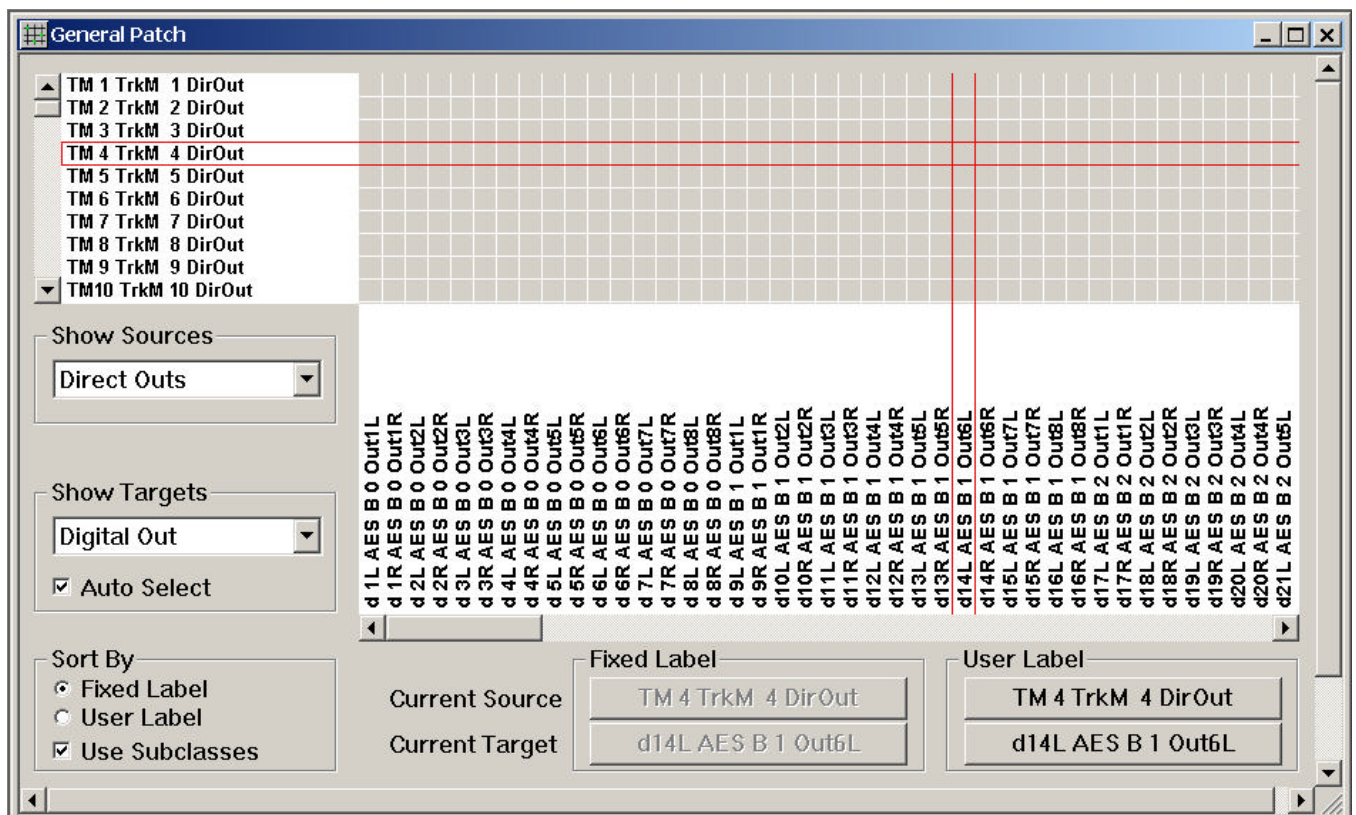 General Patch
TM 1 TrkM  1 DirOut
TM 2 TrkM  2 DirOut
TM 3 TrkM  3 DirOut
TM 4 TrkM  4 DirOut
TM 5 TrkM  5 DirOut
TM 6 TrkM  6 DirOut
TM 7 TrkM  7 DirOut
TM 8 TrkM  8 DirOut
TM 9 TrkM  9 DirOut
TM10 TrkM 10 DirOut
Show Sources
Direct Outs
Show Targets
Digital Out
Auto Select
d 1L AES B 0 Out1L
d 1R AES B 0 Out1R
d 2L AES B 0 Out2L
d 2R AES B 0 Out2R
d 3L AES B 0 Out3L
d 3R AES B 0 Out3R
d 4L AES B 0 Out4L
d 4R AES B 0 Out4R
d 5L AES B 0 Out5L
d 5R AES B 0 Out5R
d 6L AES B 0 Out6L
d 6R AES B 0 Out6R
d 7L AES B 0 Out7L
d 7R AES B 0 Out7R
d 8L AES B 0 Out8L
d 8R AES B 0 Out8R
d 9L AES B 1 Out1L
d 9R AES B 1 Out1R
d10L AES B 1 Out2L
d10R AES B 1 Out2R
d11L AES B 1 Out3L
d11R AES B 1 Out3R
d12L AES B 1 Out4L
d12R AES B 1 Out4R
d13L AES B 1 Out5L
d13R AES B 1 Out5R
d14L AES B 1 Out6L
d14R AES B 1 Out6R
d15L AES B 1 Out7L
d15R AES B 1 Out7R
d16L AES B 1 Out8L
d16R AES B 1 Out8R
d17L AES B 2 Out1L
d17R AES B 2 Out1R
d18L AES B 2 Out2L
d18R AES B 2 Out2R
d19L AES B 2 Out3L
d19R AES B 2 Out3R
d20L AES B 2 Out4L
d20R AES B 2 Out4R
d21L AES B 2 Out5L
Sort By
Fixed Label
User Label
Use Subclasses
Fixed Label
User Label
Current Source
TM 4 TrkM  4 DirOut
TM 4 TrkM  4 DirOut
Current Target
d14L AES B 1 Out6L
d14L AES B 1 Out6L